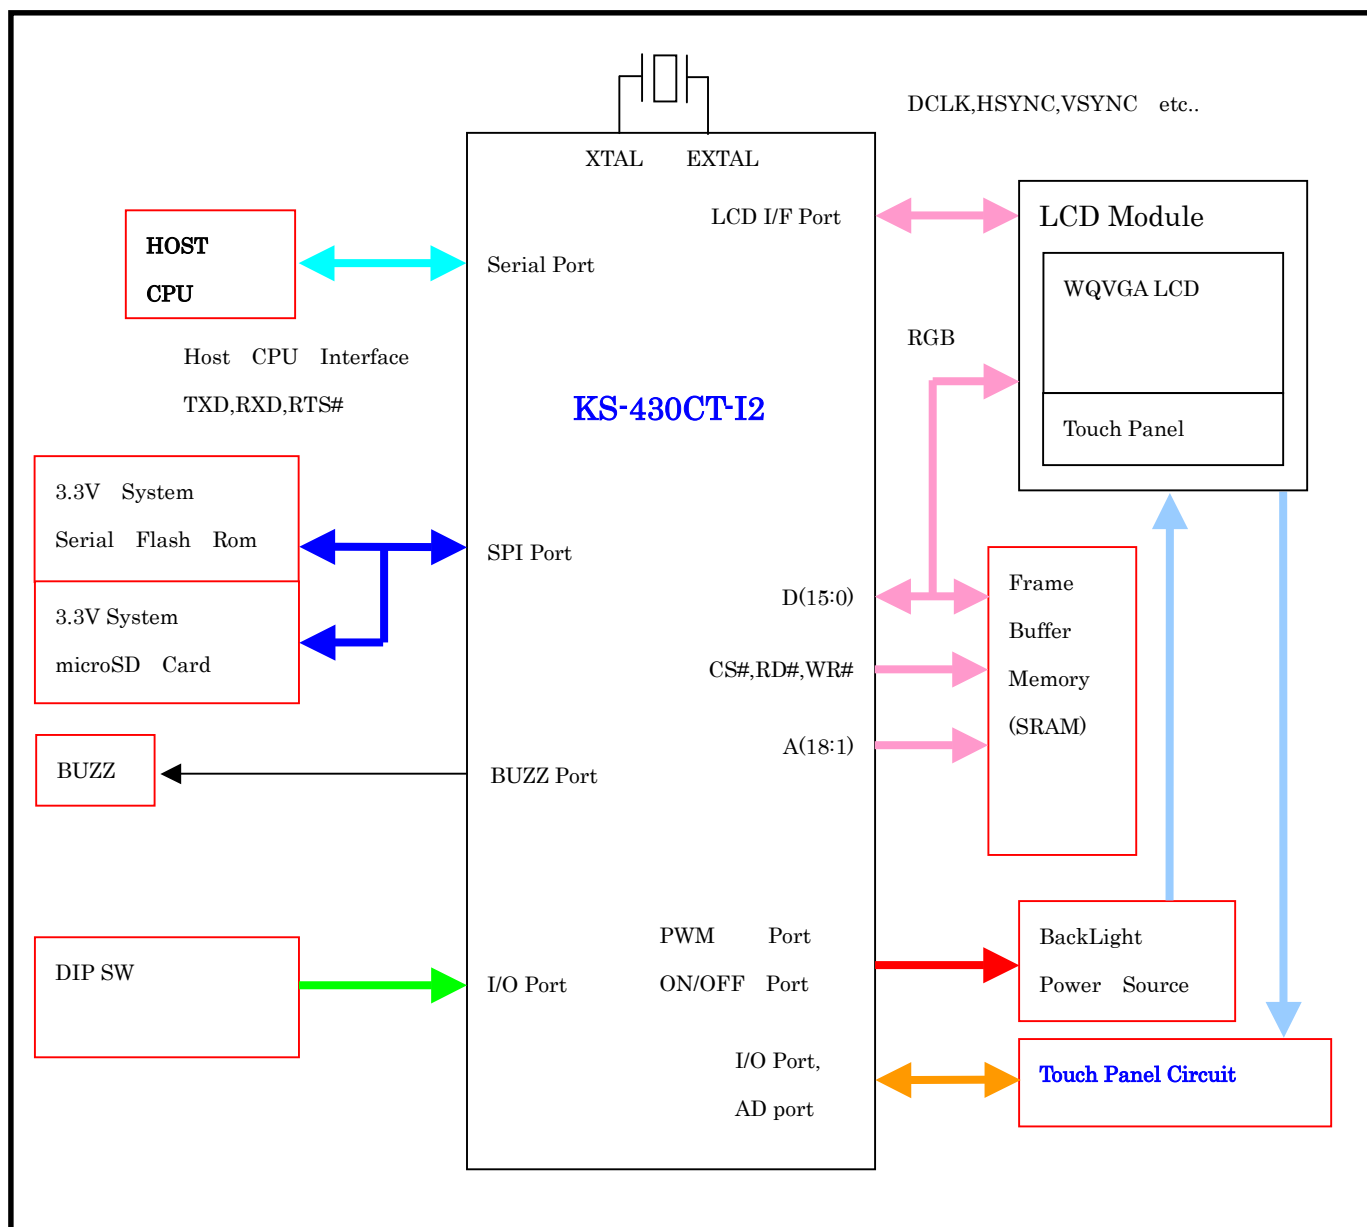 DCLK,HSYNC,VSYNC etc..
XTAL EXTAL
LCD I/F Port
LCD Module
HOST
CPU
Serial Port
WQVGA LCD
RGB
Host CPU Interface
TXD,RXD,RTS#
KS-430CT-I2
Touch Panel
3.3V System
Serial Flash Rom
SPI Port
3.3V System
microSD Card
D(15:0)
CS#,RD#,WR#
A(18:1)
Frame
Buffer
Memory
(SRAM)
BUZZ
BUZZ Port
DIP SW
I/O Port
PWM Port
ON/OFF Port
BackLight
Power Source
I/O Port,
AD port
Touch Panel Circuit